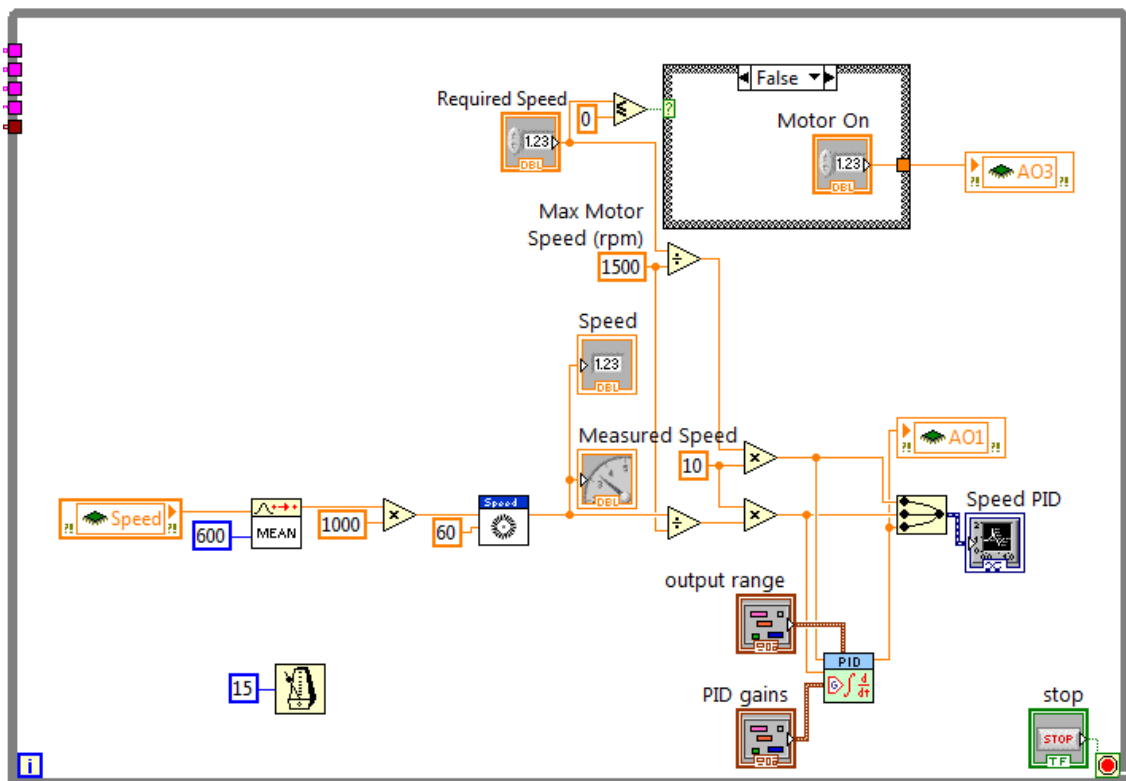 False
Required Speed
0
≤
?
Motor On
1.23
DBL
1.23
DBL
?! AO3 ?!
Max Motor
Speed (rpm)
1500
÷
Speed
1.23
DBL
?! AO1 ?!
Measured Speed
10
×
DBL
?! Speed ?!
600
MEAN
1000
×
60
Speed
÷
×
Speed PID
output range
PID
G ∫ d/dt
15
PID gains
stop
STOP
TF
i